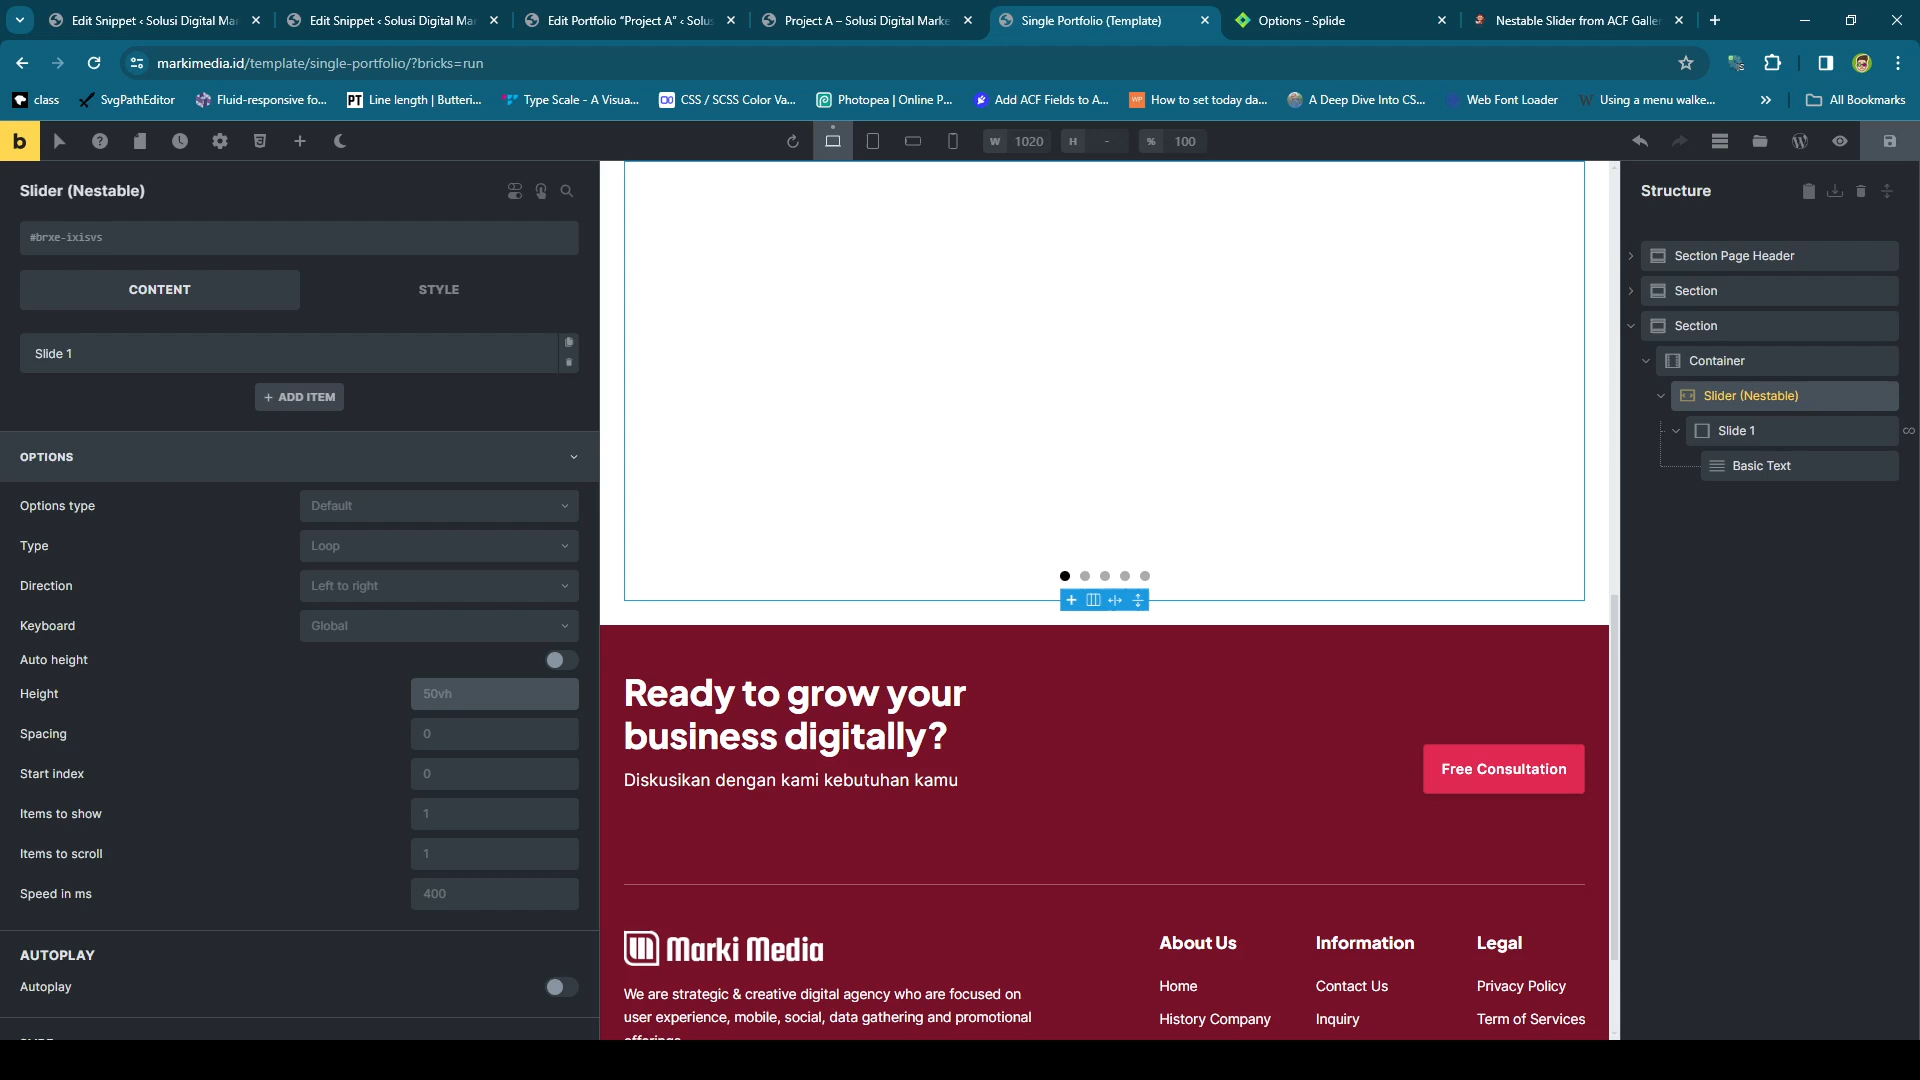 Edit Snippet ‹ Solusi Digital Ma
Edit Snippet ‹ Solusi Digital Ma
Edit Portfolio “Project A” ‹ Solus
Project A – Solusi Digital Marke
Single Portfolio (Template)
Options - Splide
Nestable Slider from ACF Galle
markimedia.id/template/single-portfolio/?bricks=run
class
SvgPathEditor
Fluid-responsive fo...
PT Line length | Butteri...
Type Scale - A Visua...
CSS / SCSS Color Va...
Photopea | Online P...
Add ACF Fields to A...
WP How to set today da...
A Deep Dive Into CS...
Web Font Loader
W Using a menu walke...
All Bookmarks
b
W 1020
H -
% 100
Slider (Nestable)
#brxe-ixisvs
CONTENT
STYLE
Slide 1
+ ADD ITEM
OPTIONS
Options type
Default
Type
Loop
Direction
Left to right
Keyboard
Global
Auto height
Height
50vh
Spacing
0
Start index
0
Items to show
1
Items to scroll
1
Speed in ms
400
AUTOPLAY
Autoplay
Ready to grow your
business digitally?
Diskusikan dengan kami kebutuhan kamu
Free Consultation
Marki Media
We are strategic & creative digital agency who are focused on
user experience, mobile, social, data gathering and promotional
About Us
Home
History Company
Information
Contact Us
Inquiry
Legal
Privacy Policy
Term of Services
Structure
Section Page Header
Section
Section
Container
Slider (Nestable)
Slide 1
Basic Text